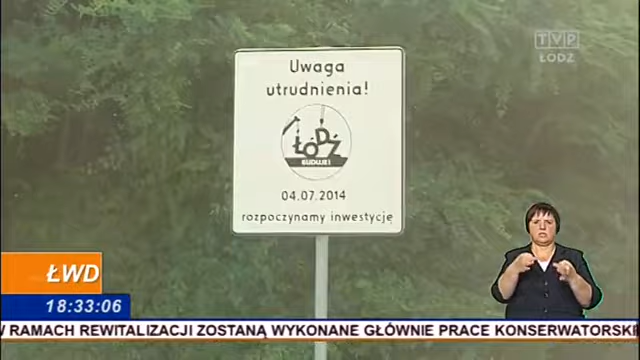 TVP
ŁÓDŹ
Uwaga
utrudnienia!
ŁÓDŹ
BUDUJE!
04.07.2014
rozpoczynamy inwestycję
ŁWD
18:33:06
W RAMACH REWITALIZACJI ZOSTANĄ WYKONANE GŁÓWNIE PRACE KONSERWATORSKI